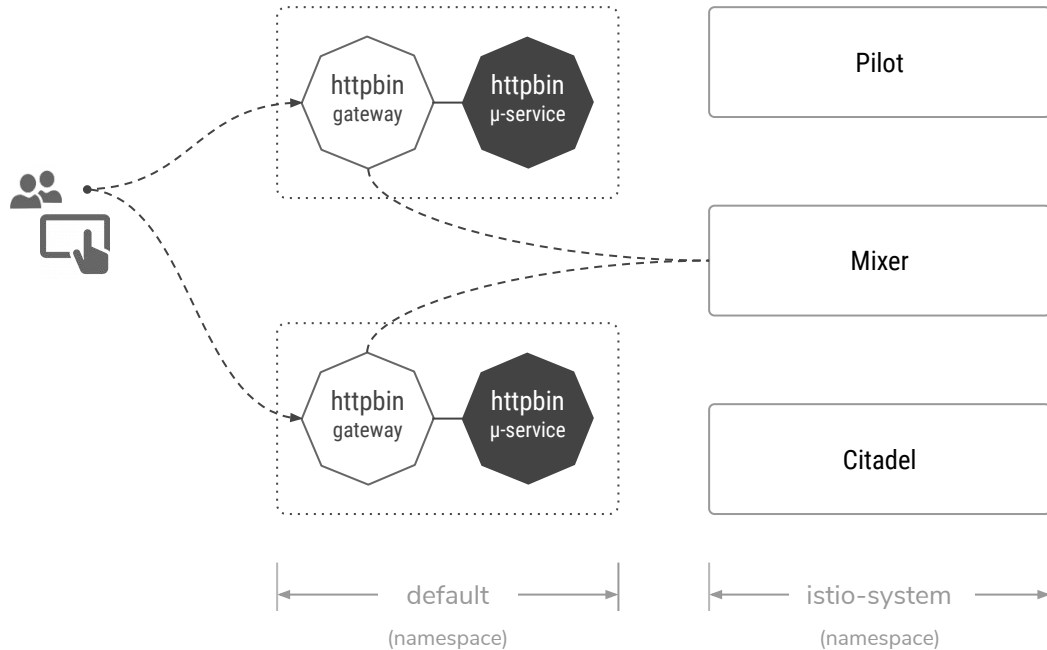 httpbin
gateway
httpbin
µ-service
Pilot
Mixer
httpbin
gateway
httpbin
µ-service
Citadel
default
(namespace)
istio-system
(namespace)